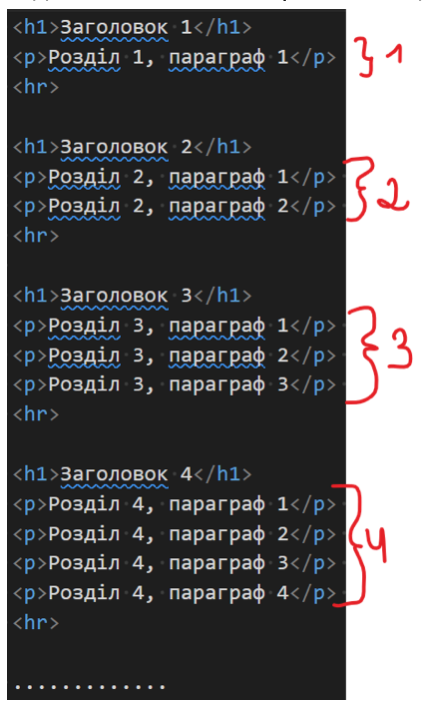 <h1>Заголовок 1</h1>
<p>Розділ 1, параграф 1</p> } 1
<hr>
<h1>Заголовок 2</h1>
<p>Розділ 2, параграф 1</p>
<p>Розділ 2, параграф 2</p> } 2
<hr>
<h1>Заголовок 3</h1>
<p>Розділ 3, параграф 1</p>
<p>Розділ 3, параграф 2</p> } 3
<p>Розділ 3, параграф 3</p>
<hr>
<h1>Заголовок 4</h1>
<p>Розділ 4, параграф 1</p>
<p>Розділ 4, параграф 2</p> } 4
<p>Розділ 4, параграф 3</p>
<p>Розділ 4, параграф 4</p>
<hr>
.............